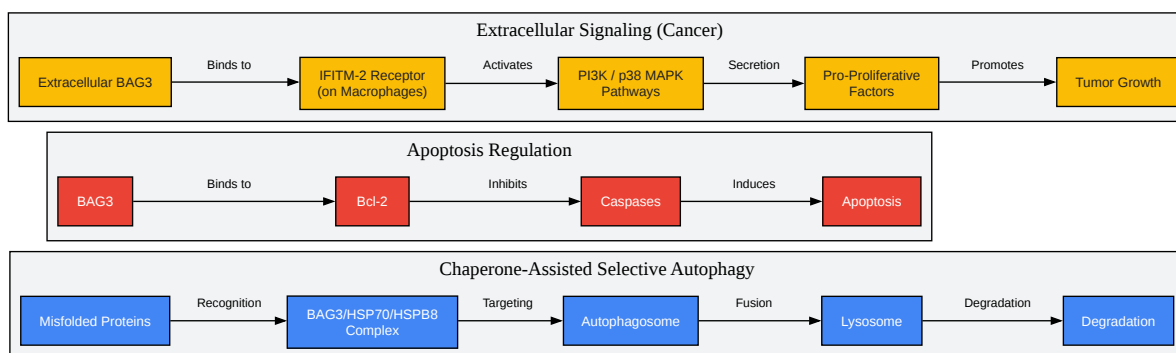 Extracellular Signaling (Cancer)
Extracellular BAG3
Binds to
IFITM-2 Receptor
(on Macrophages)
Activates
PI3K / p38 MAPK
Pathways
Secretion
Pro-Proliferative
Factors
Promotes
Tumor Growth
Apoptosis Regulation
BAG3
Binds to
Bcl-2
Inhibits
Caspases
Induces
Apoptosis
Chaperone-Assisted Selective Autophagy
Misfolded Proteins
Recognition
BAG3/HSP70/HSPB8
Complex
Targeting
Autophagosome
Fusion
Lysosome
Degradation
Degradation